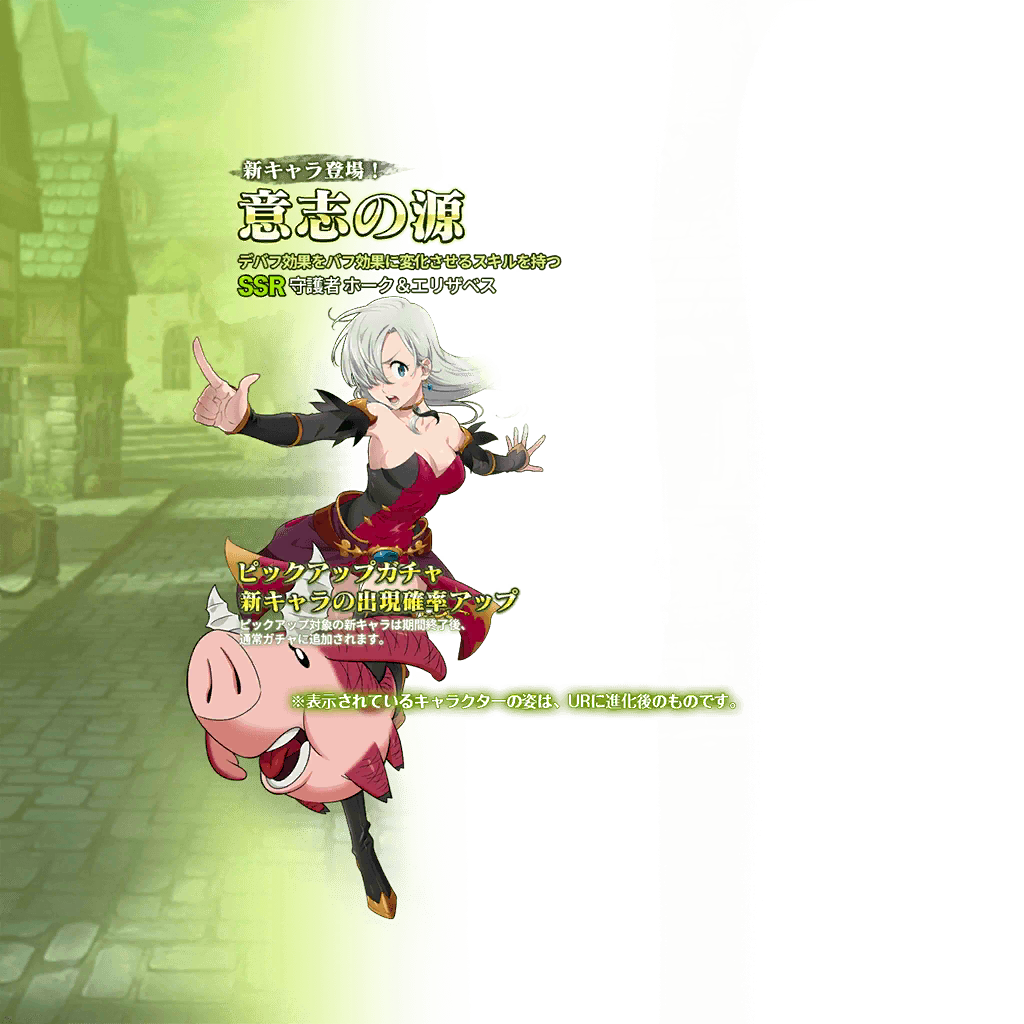 新キャラ登場！
意志の源
デバフ効果をバフ効果に変化させるスキルを持つ
SSR 守護者 ホーク＆エリザベス
ピックアップガチャ
新キャラの出現確率アップ
ピックアップ対象の新キャラは期間終了後、
通常ガチャに追加されます。
※表示されているキャラクターの姿は、URに進化後のものです。